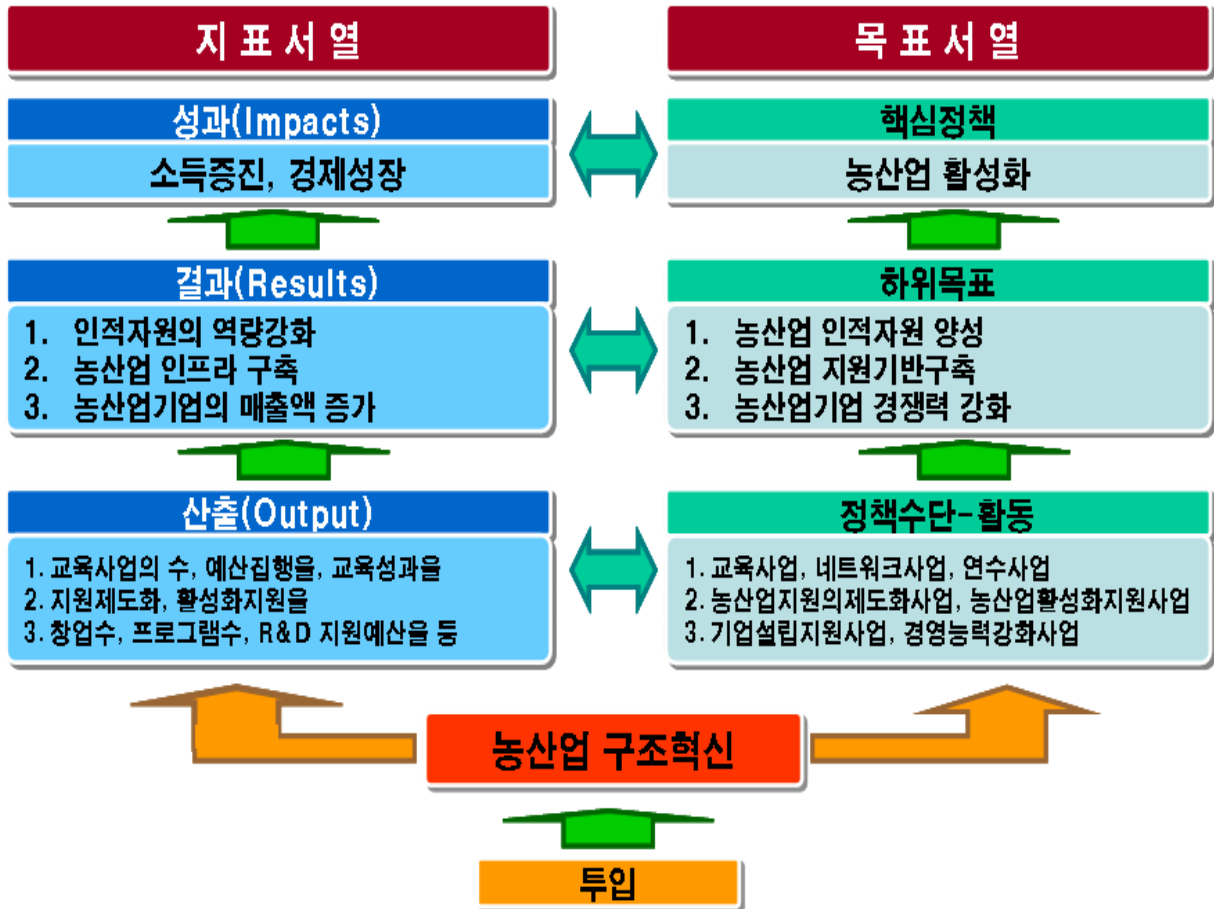 지표서열
목표서열
성과(Impacts)
소득증진, 경제성장
핵심정책
농산업 활성화
결과(Results)
1. 인적자원의 역량강화
2. 농산업 인프라 구축
3. 농산업기업의 매출액 증가
하위목표
1. 농산업 인적자원 양성
2. 농산업 지원기반구축
3. 농산업기업 경쟁력 강화
산출(Output)
1. 교육사업의 수, 예산집행율, 교육성과율
2. 지원제도화, 활성화지원율
3. 창업수, 프로그램수, R&D 지원예산율 등
정책수단-활동
1. 교육사업, 네트워크사업, 연수사업
2. 농산업지원의제도화사업, 농산업활성화지원사업
3. 기업설립지원사업, 경영능력강화사업
농산업 구조혁신
투입